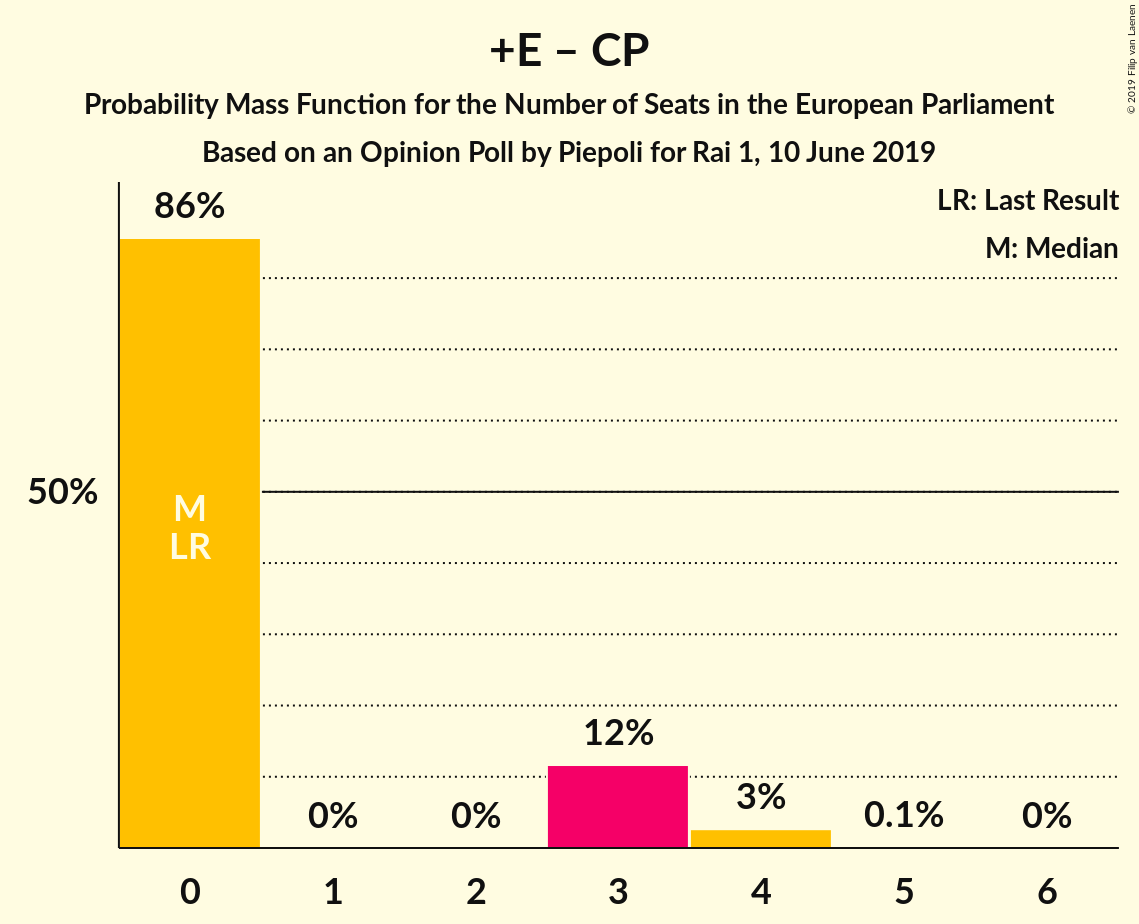 +E – CP
Probability Mass Function for the Number of Seats in the European Parliament
Based on an Opinion Poll by Piepoli for Rai 1, 10 June 2019
© 2019 Filip van Laenen
LR: Last Result
M: Median
86%
50%
M
LR
0%
0%
12%
3%
0.1%
0%
0 1 2 3 4 5 6